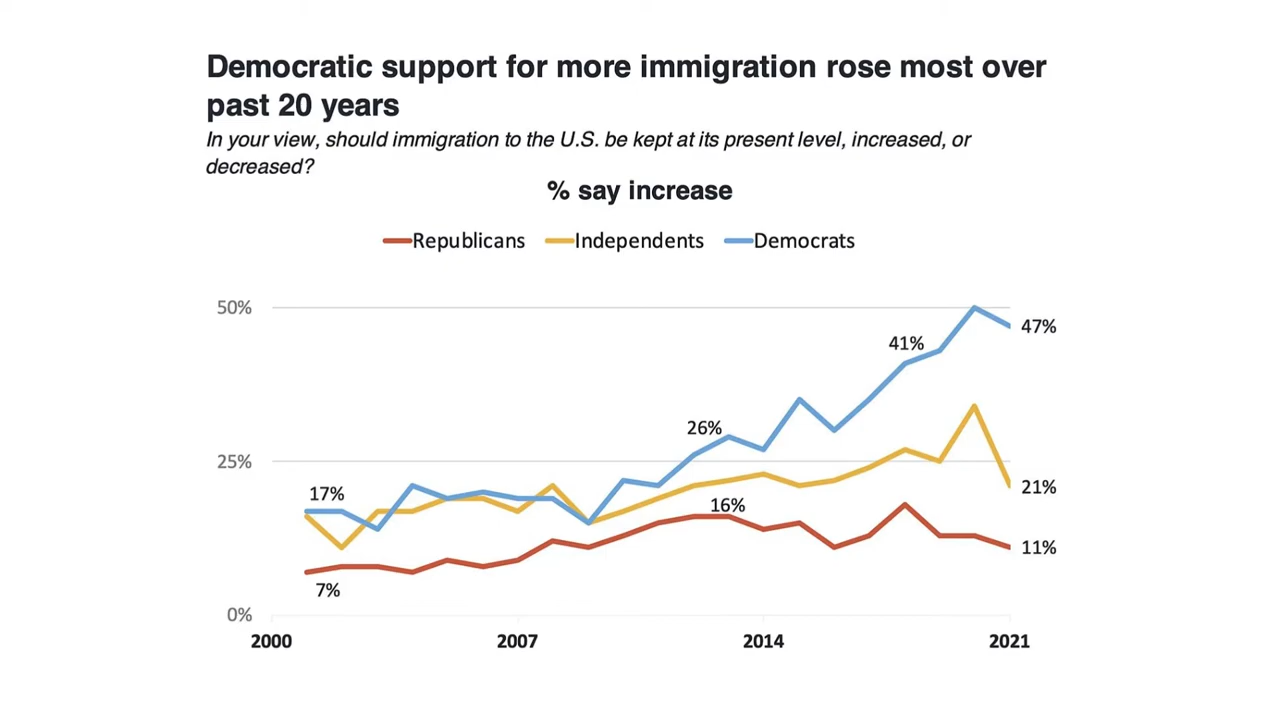 Democratic support for more immigration rose most over
past 20 years
In your view, should immigration to the U.S. be kept at its present level, increased, or
decreased?
% say increase
Republicans Independents Democrats
50%
47%
41%
26%
25%
17%
21%
16%
11%
7%
0%
2000 2007 2014 2021